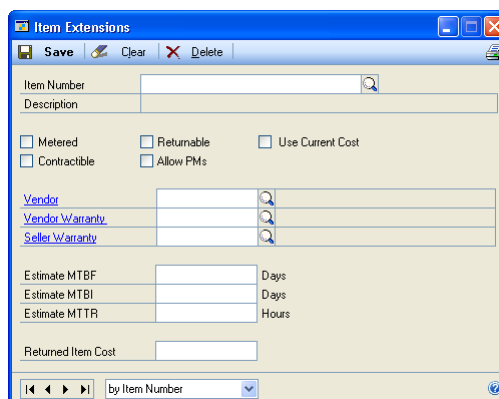 Item Extensions
Save Clear Delete
Item Number
Description
Metered Returnable Use Current Cost
Contractible Allow PMs
Vendor
Vendor Warranty
Seller Warranty
Estimate MTBF Days
Estimate MTBI Days
Estimate MTTR Hours
Returned Item Cost
by Item Number